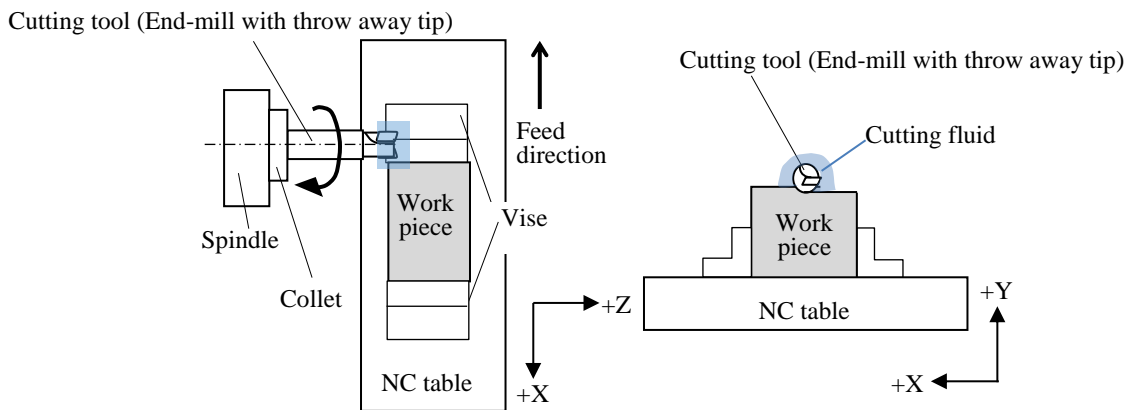 Cutting tool (End-mill with throw away tip)
Feed
direction
Work
piece
Vise
Spindle
Collet
NC table
+Z
+X
Cutting tool (End-mill with throw away tip)
Cutting fluid
Work
piece
NC table
+Y
+X